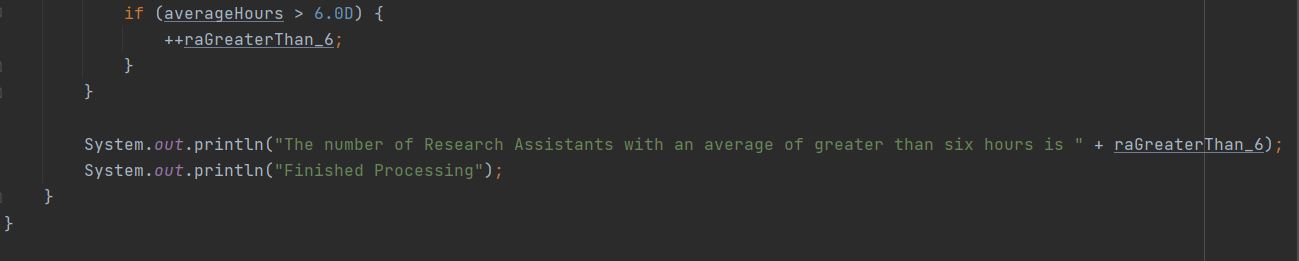 if (averageHours > 6.0D) {
++raGreaterThan_6;
}
}
System.out.println("The number of Research Assistants with an average of greater than six hours is " + raGreaterThan_6);
System.out.println("Finished Processing");
}
}